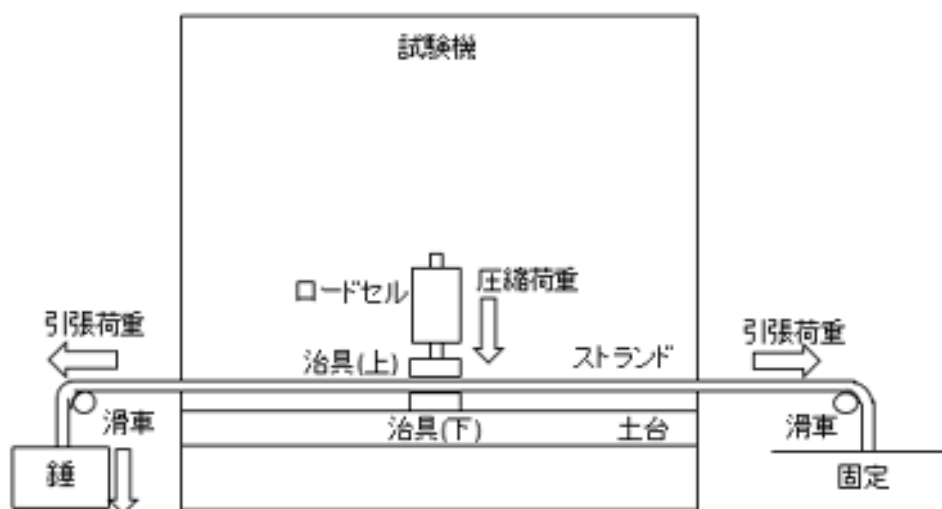 試験機
ロードセル
圧縮荷重
引張荷重
引張荷重
治具(上)
ストランド
滑車
治具(下)
土台
滑車
錘
固定